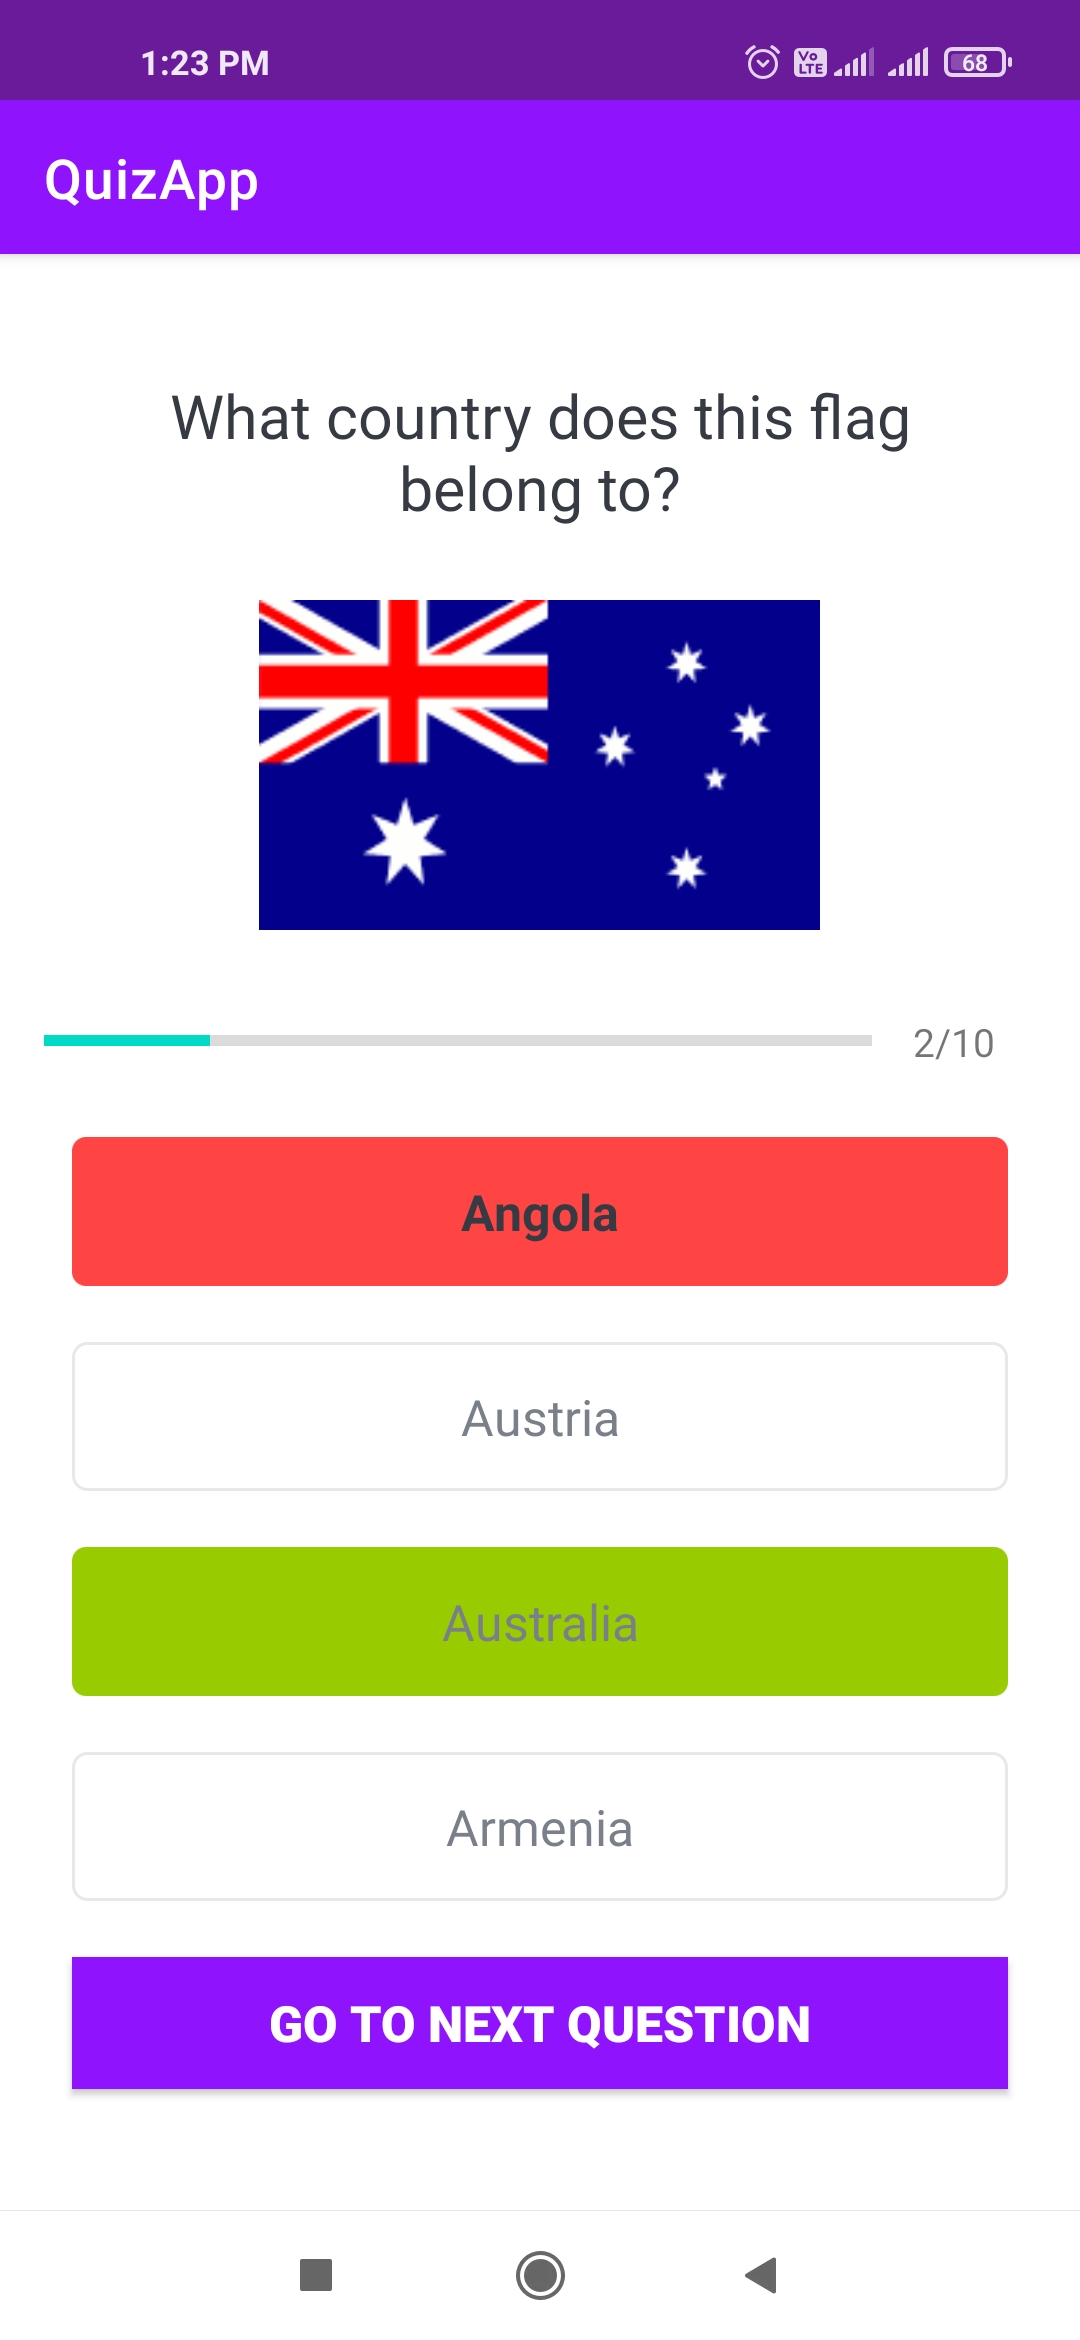 1:23 PM
Vo
LTE
68
QuizApp
What country does this flag
belong to?
2/10
Angola
Austria
Australia
Armenia
GO TO NEXT QUESTION